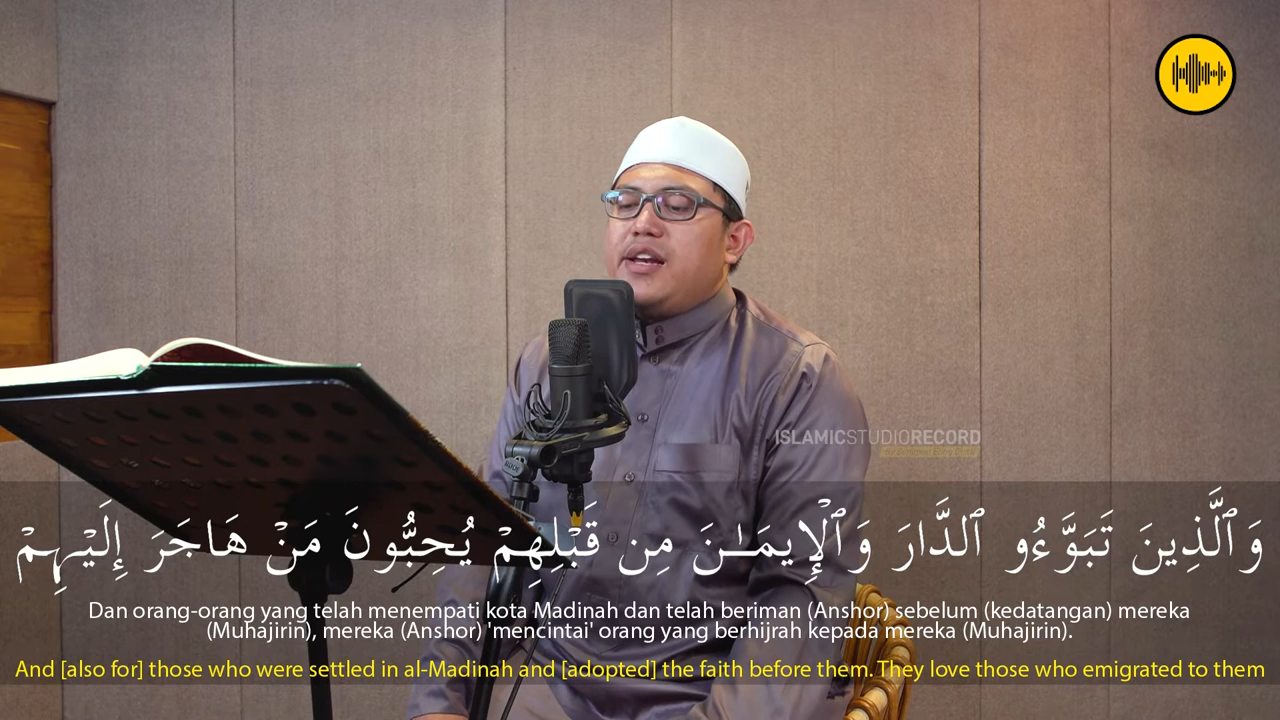 ISLAMICSTUDIORECORD
وَٱلَّذِينَ تَبَوَّءُو ٱلدَّارَ وَٱلْإِيمَـٰنَ مِن قَبْلِهِمْ يُحِبُّونَ مَنْ هَاجَرَ إِلَيْهِمْ
Dan orang-orang yang telah menempati kota Madinah dan telah beriman (Anshor) sebelum (kedatangan) mereka
(Muhajirin), mereka (Anshor) 'mencintai' orang yang berhijrah kepada mereka (Muhajirin).
And [also for] those who were settled in al-Madinah and [adopted] the faith before them. They love those who emigrated to them